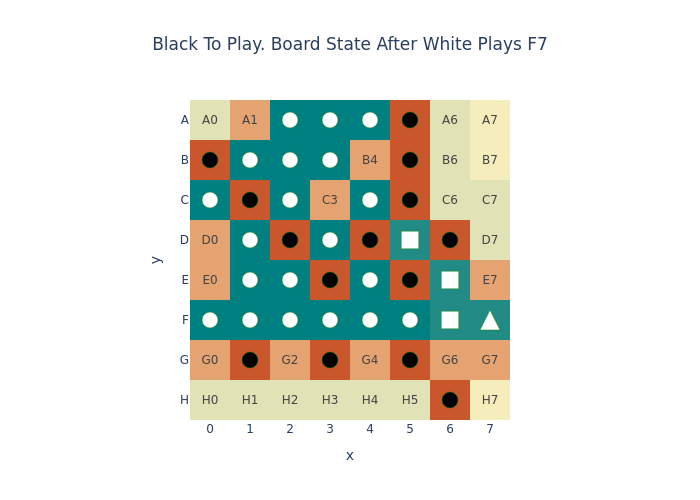 Black To Play. Board State After White Plays F7
A A0 A1 A6 A7
B B4 B6 B7
C C3 C6 C7
D D0 D7
E E0 E7
F
G G0 G2 G4 G6 G7
H H0 H1 H2 H3 H4 H5 H7
0 1 2 3 4 5 6 7
x
y